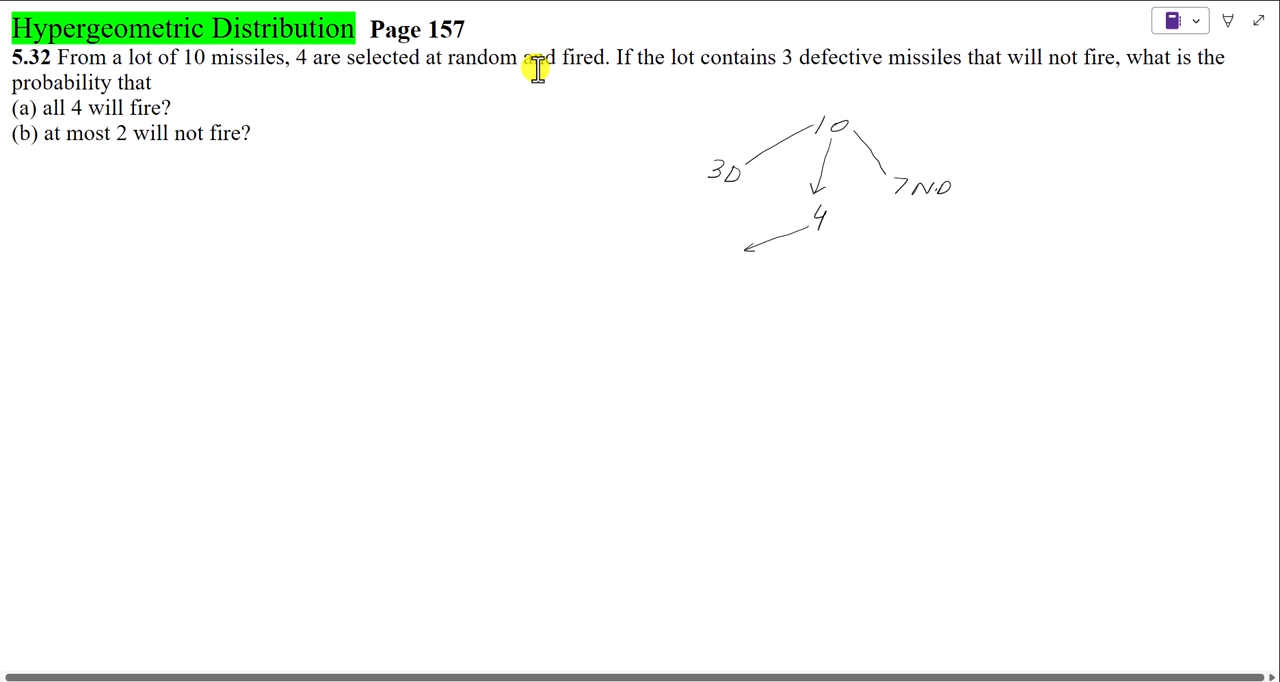 Hypergeometric Distribution Page 157
5.32 From a lot of 10 missiles, 4 are selected at random and fired. If the lot contains 3 defective missiles that will not fire, what is the
probability that
(a) all 4 will fire?
(b) at most 2 will not fire?
10
3D
7 N.D
4